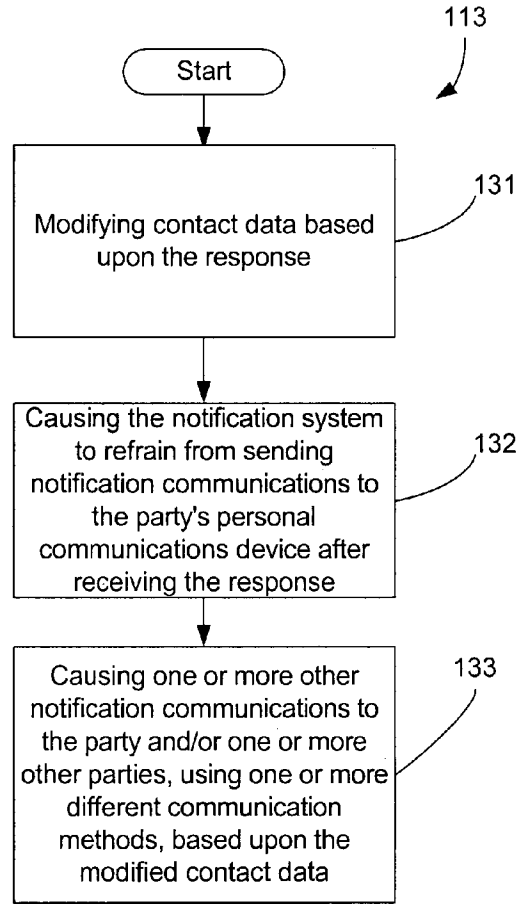 113
Start
131
Modifying contact data based
upon the response
132
Causing the notification system
to refrain from sending
notification communications to
the party's personal
communications device after
receiving the response
133
Causing one or more other
notification communications to
the party and/or one or more
other parties, using one or more
different communication
methods, based upon the
modified contact data